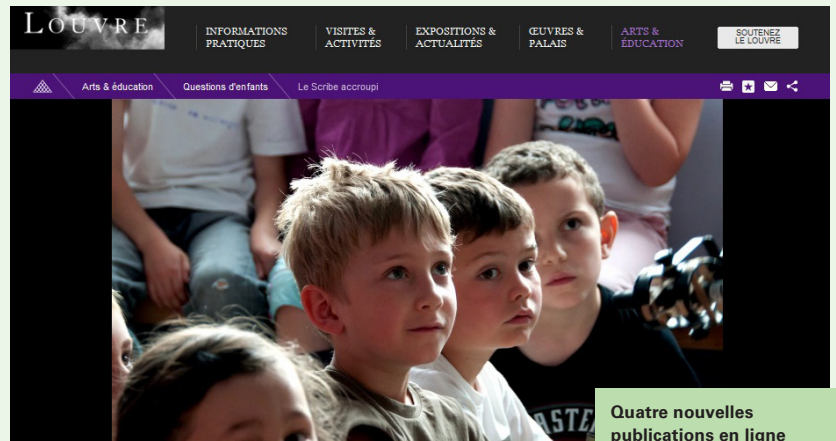 LOUVRE
INFORMATIONS
PRATIQUES
VISITES &
ACTIVITÉS
EXPOSITIONS &
ACTUALITÉS
ŒUVRES &
PALAIS
ARTS &
ÉDUCATION
SOUTENEZ
LE LOUVRE
Arts & éducation
Questions d'enfants
Le Scribe accroupi
Quatre nouvelles
publications en ligne